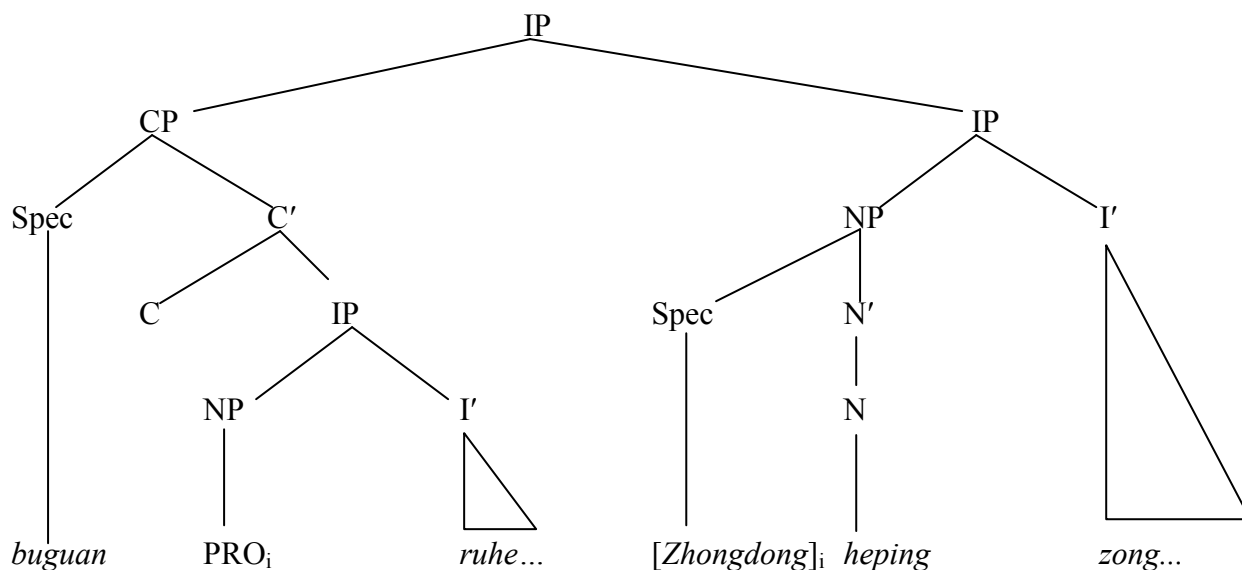 IP
CP IP
Spec C′ NP I′
C IP Spec N′
NP I′ N
buguan PROi ruhe… [Zhongdong]i heping zong...